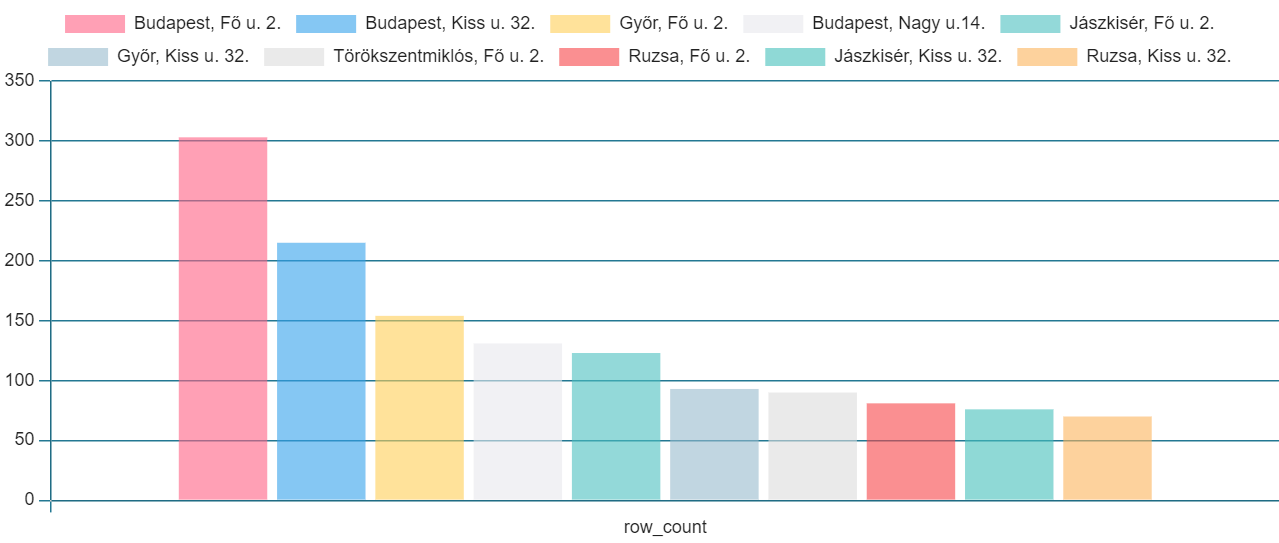 Budapest, Fő u. 2. Budapest, Kiss u. 32. Győr, Fő u. 2. Budapest, Nagy u.14. Jászkisér, Fő u. 2.
Győr, Kiss u. 32. Törökszentmiklós, Fő u. 2. Ruzsa, Fő u. 2. Jászkisér, Kiss u. 32. Ruzsa, Kiss u. 32.
350
300
250
200
150
100
50
0
row_count